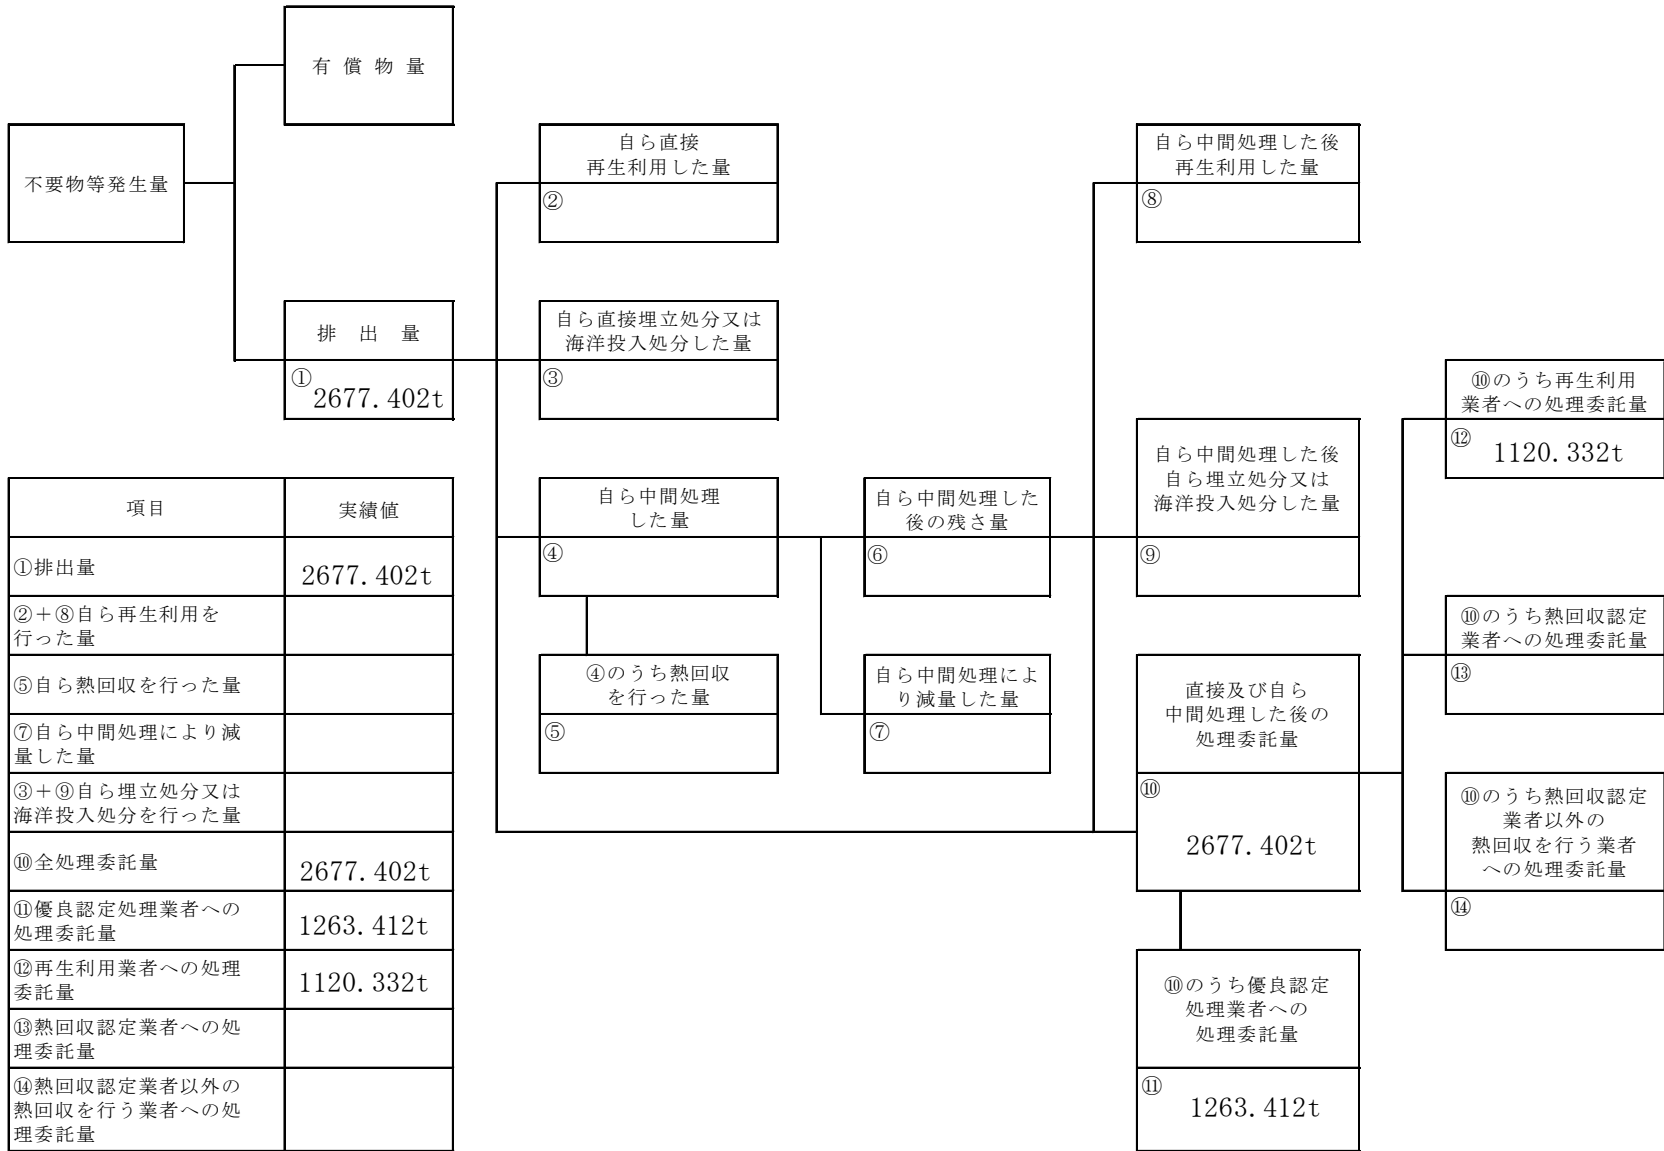 有償物量
不要物等発生量
排出量
①
2677.402t
自ら直接
再生利用した量
②
自ら直接埋立処分又は
海洋投入処分した量
③
自ら中間処理
した量
④
④のうち熱回収
を行った量
⑤
自ら中間処理した
後の残さ量
⑥
自ら中間処理によ
り減量した量
⑦
自ら中間処理した後
再生利用した量
⑧
自ら中間処理した後
自ら埋立処分又は
海洋投入処分した量
⑨
直接及び自ら
中間処理した後の
処理委託量
⑩
2677.402t
⑩のうち優良認定
処理業者への
処理委託量
⑪
1263.412t
⑩のうち再生利用
業者への処理委託量
⑫
1120.332t
⑩のうち熱回収認定
業者への処理委託量
⑬
⑩のうち熱回収認定
業者以外の
熱回収を行う業者
への処理委託量
⑭
項目 実績値
①排出量 2677.402t
②+⑧自ら再生利用を
行った量
⑤自ら熱回収を行った量
⑦自ら中間処理により減
量した量
③+⑨自ら埋立処分又は
海洋投入処分を行った量
⑩全処理委託量 2677.402t
⑪優良認定処理業者への
処理委託量 1263.412t
⑫再生利用業者への処理
委託量 1120.332t
⑬熱回収認定業者への処
理委託量
⑭熱回収認定業者以外の
熱回収を行う業者への処
理委託量